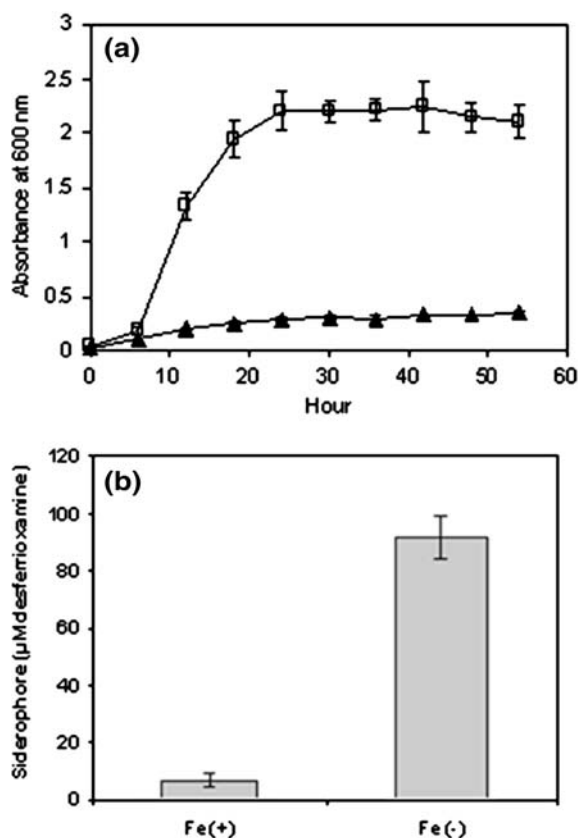 (a)
Absorbance at 600 nm
3
2.5
2
1.5
1
0.5
0
0 10 20 30 40 50 60
Hour
(b)
Siderophore (µM desferrioxamine)
120
100
80
60
40
20
0
Fe(+) Fe(-)